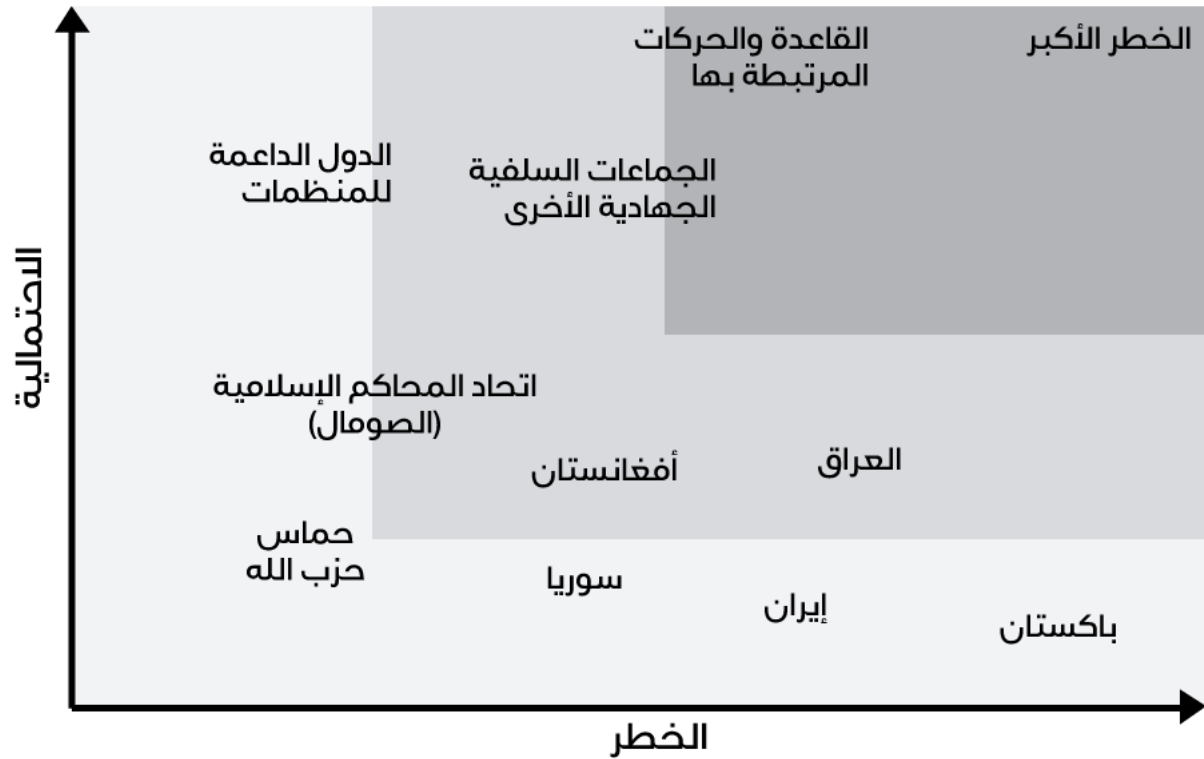 الخطر الأكبر
القاعدة والحركات
المرتبطة بها
الجماعات السلفية
الجهادية الأخرى
الدول الداعمة
للمنظمات
الاحتمالية
اتحاد المحاكم الإسلامية
(الصومال)
العراق
أفغانستان
حماس
حزب الله
سوريا
إيران
باكستان
الخطر